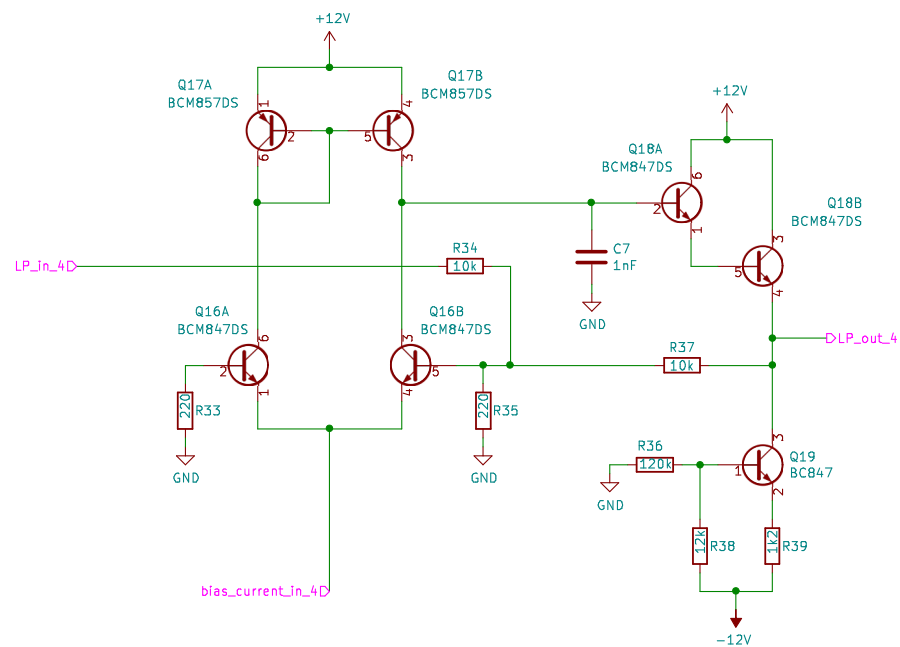 +12V
Q17A
BCM857DS
1
2
6
Q17B
BCM857DS
4
5
3
+12V
Q18A
BCM847DS
6
2
1
Q18B
BCM847DS
3
5
4
C7
1nF
GND
LP_in_4
R34
10k
Q16A
BCM847DS
6
2
1
Q16B
BCM847DS
3
5
4
LP_out_4
R37
10k
220
R33
GND
220
R35
GND
R36
120k
GND
Q19
BC847
3
1
2
12k
R38
1k2
R39
bias_current_in_4
-12V